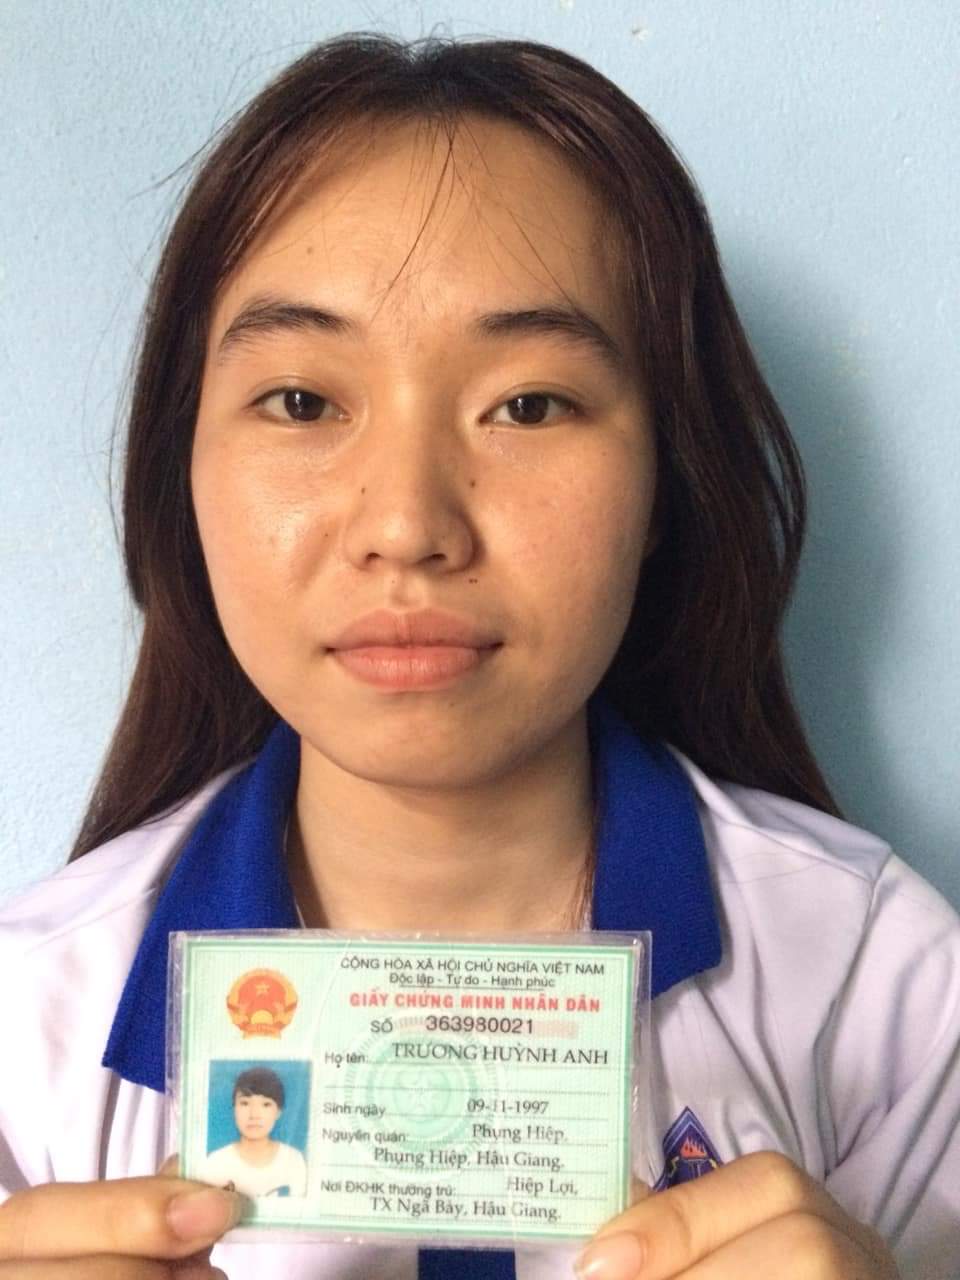 CỘNG HÒA XÃ HỘI CHỦ NGHĨA VIỆT NAM
Độc lập - Tự do - Hạnh phúc
GIẤY CHỨNG MINH NHÂN DÂN
SỐ 363980021
Họ tên: TRƯƠNG HUỲNH ANH
Sinh ngày 09-11-1997
Nguyên quán: Phụng Hiệp,
Phụng Hiệp, Hậu Giang.
Nơi ĐKHK thường trú: Hiệp Lợi,
TX Ngã Bảy, Hậu Giang.